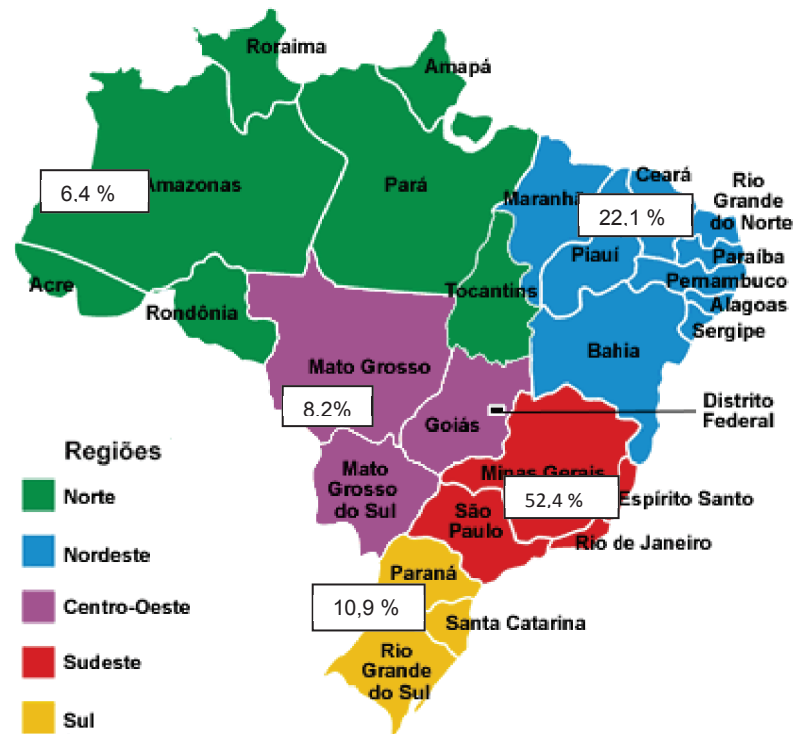 Roraima
Amapá
6,4 %
Amazonas
Pará
Maranhã
Ceará
Rio
Grande
do Norte
22,1 %
Piauí
Paraíba
Pernambuco
Alagoas
Sergipe
Acre
Rondônia
Tocantins
Bahia
Mato Grosso
8.2%
Goiás
Distrito
Federal
Mato
Grosso
do Sul
Minas Gerais
52,4 %
Espírito Santo
São
Paulo
Rio de Janeiro
Paraná
10,9 %
Santa Catarina
Rio
Grande
do Sul
Regiões
Norte
Nordeste
Centro-Oeste
Sudeste
Sul